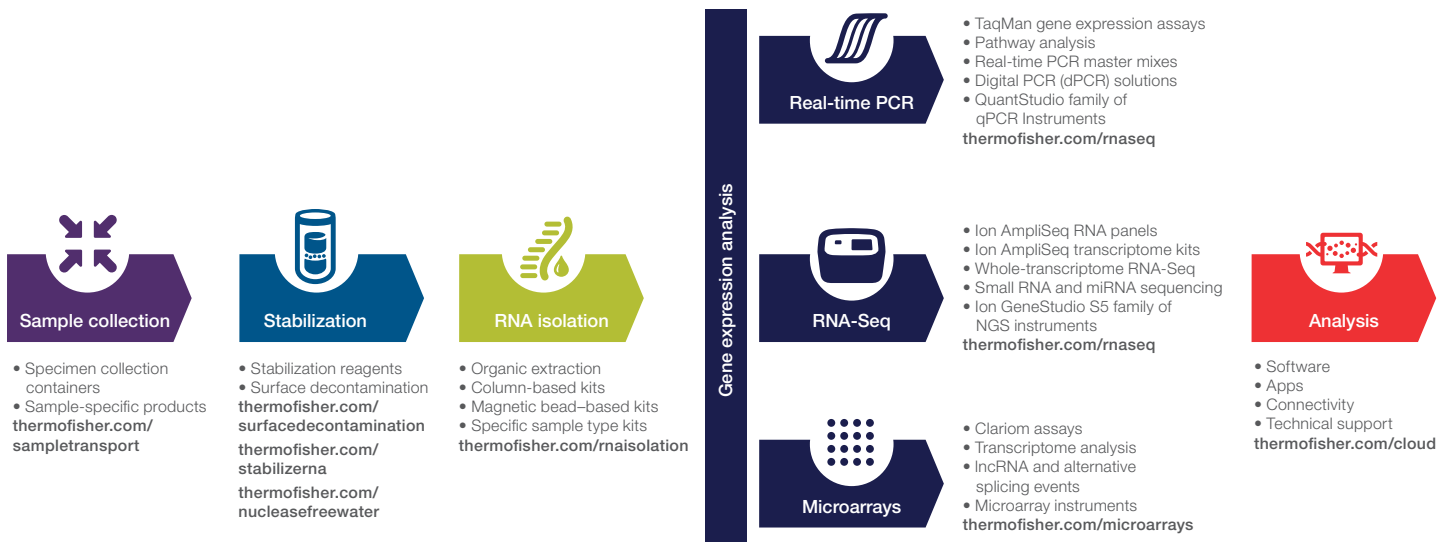 Sample collection
• Specimen collection
containers
• Sample-specific products
thermofisher.com/
sampletransport
Stabilization
• Stabilization reagents
• Surface decontamination
thermofisher.com/
surfacedecontamination
thermofisher.com/
stabilizerna
thermofisher.com/
nucleasefreewater
RNA isolation
• Organic extraction
• Column-based kits
• Magnetic bead–based kits
• Specific sample type kits
thermofisher.com/rnaisolation
Gene expression analysis
Real-time PCR
• TaqMan gene expression assays
• Pathway analysis
• Real-time PCR master mixes
• Digital PCR (dPCR) solutions
• QuantStudio family of
qPCR Instruments
thermofisher.com/rnaseq
RNA-Seq
• Ion AmpliSeq RNA panels
• Ion AmpliSeq transcriptome kits
• Whole-transcriptome RNA-Seq
• Small RNA and miRNA sequencing
• Ion GeneStudio S5 family of
NGS instruments
thermofisher.com/rnaseq
Microarrays
• Clariom assays
• Transcriptome analysis
• lncRNA and alternative
splicing events
• Microarray instruments
thermofisher.com/microarrays
Analysis
• Software
• Apps
• Connectivity
• Technical support
thermofisher.com/cloud